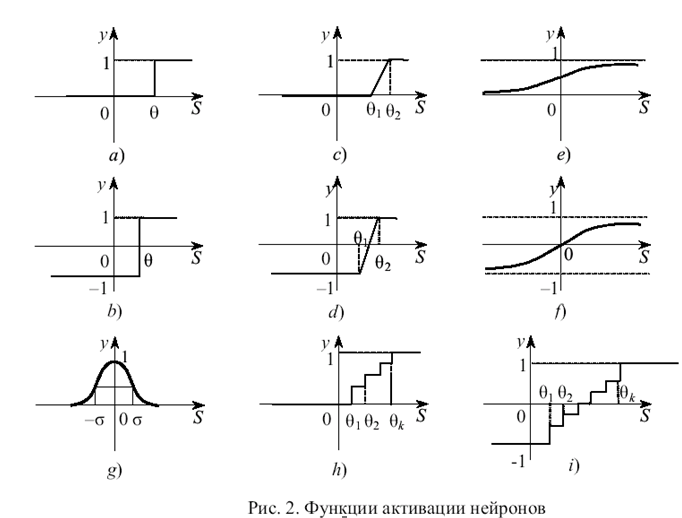 y
1
0
θ
S
a)
y
1
0
θ₁ θ₂
S
c)
1
0
S
e)
y
1
0
θ
S
–1
b)
y
1
θ₁
0
θ₂
S
–1
d)
y
1
0
S
–1
f)
y
1
–σ
0 σ
S
g)
y
1
0
θ₁ θ₂
θₖ
S
h)
y
1
θ₁ θ₂
θₖ
0
S
-1
i)
Рис. 2. Функции активации нейронов